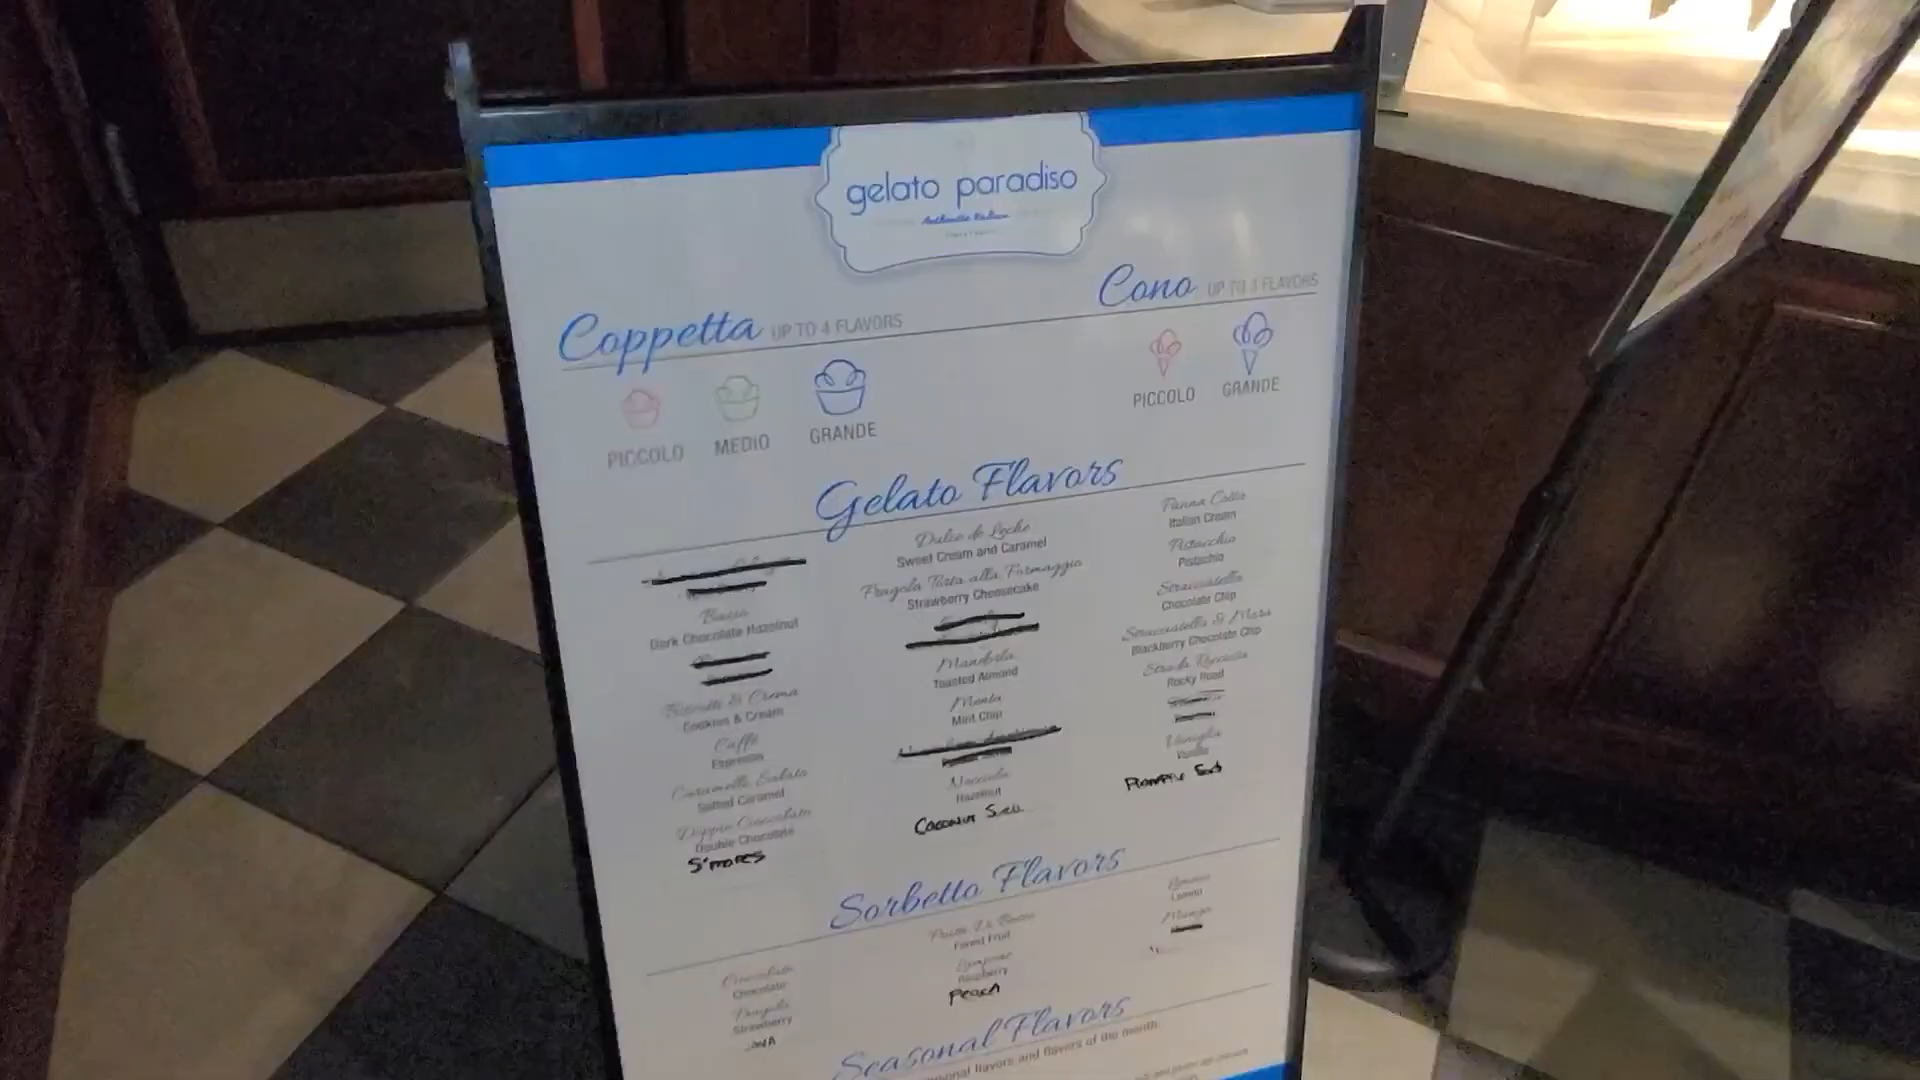 gelato paradiso
Authentic Italian
Coppetta UP TO 4 FLAVORS
PICCOLO
MEDIO
GRANDE
Cono UP TO 3 FLAVORS
PICCOLO
GRANDE
Gelato Flavors
Bacio
Dark Chocolate Hazelnut
Biscotti & Crema
Cookies & Cream
Caffè
Espresso
Caramello Salato
Salted Caramel
Doppio Cioccolato
Double Chocolate
S'mores
Dulce de Leche
Sweet Cream and Caramel
Fragola Torta alla Formaggio
Strawberry Cheesecake
Mandorla
Toasted Almond
Menta
Mint Chip
Nocciola
Hazelnut
Coconut
Panna Cotta
Italian Cream
Pistacchio
Pistachio
Stracciatella
Chocolate Chip
Stracciatella & Mora
Blackberry Chocolate Chip
Strada Rocciosa
Rocky Road
Vaniglia
Vanilla
Sorbetto Flavors
Cioccolato
Chocolate
Fragola
Strawberry
Frutti Di Bosco
Forest Fruit
Lampone
Raspberry
Peach
Limone
Lemon
Mango
Seasonal Flavors
flavors and flavors of the month